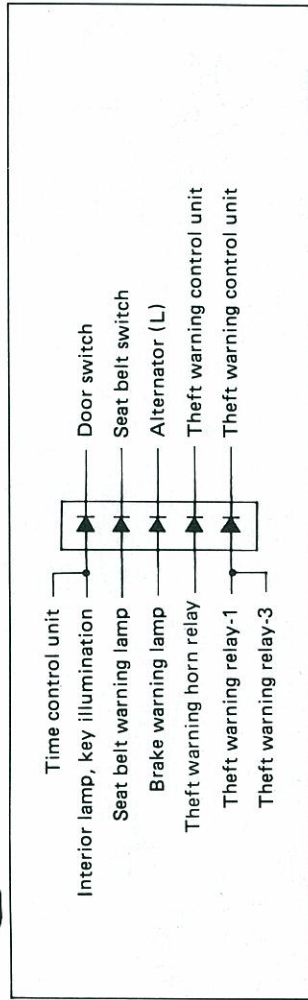 Time control unit
Interior lamp, key illumination
Door switch
Seat belt warning lamp
Seat belt switch
Brake warning lamp
Alternator (L)
Theft warning horn relay
Theft warning control unit
Theft warning relay-1
Theft warning control unit
Theft warning relay-3